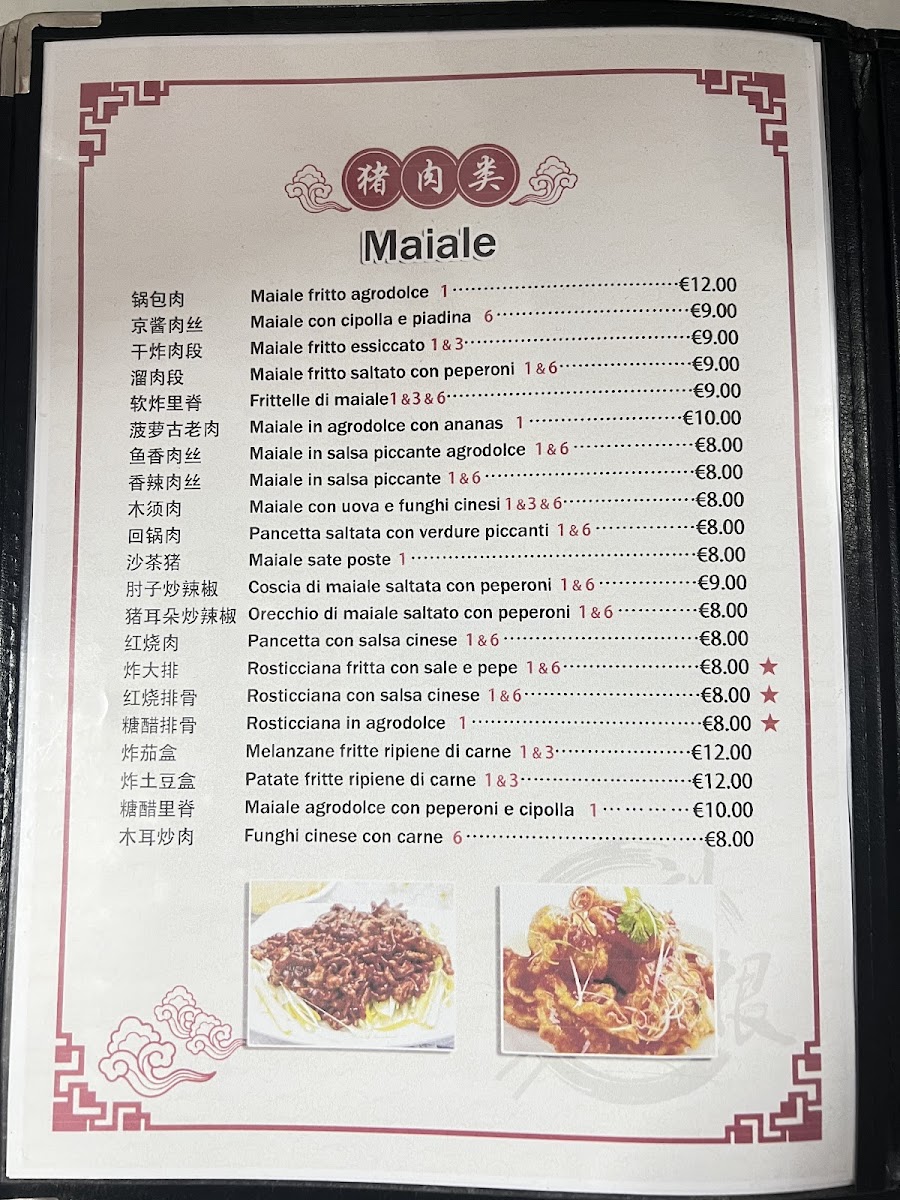 猪肉类
Maiale
锅包肉 Maiale fritto agrodolce 1 €12.00
京酱肉丝 Maiale con cipolla e piadina 6 €9.00
干炸肉段 Maiale fritto essiccato 1 & 3 €9.00
溜肉段 Maiale fritto saltato con peperoni 1 & 6 €9.00
软炸里脊 Frittelle di maiale 1 & 3 & 6 €9.00
菠萝古老肉 Maiale in agrodolce con ananas 1 €10.00
鱼香肉丝 Maiale in salsa piccante agrodolce 1 & 6 €8.00
香辣肉丝 Maiale in salsa piccante 1 & 6 €8.00
木须肉 Maiale con uova e funghi cinesi 1 & 3 & 6 €8.00
回锅肉 Pancetta saltata con verdure piccanti 1 & 6 €8.00
沙茶猪 Maiale sate poste 1 €8.00
肘子炒辣椒 Coscia di maiale saltata con peperoni 1 & 6 €9.00
猪耳朵炒辣椒 Orecchio di maiale saltato con peperoni 1 & 6 €8.00
红烧肉 Pancetta con salsa cinese 1 & 6 €8.00
炸大排 Rosticciana fritta con sale e pepe 1 & 6 €8.00 ★
红烧排骨 Rosticciana con salsa cinese 1 & 6 €8.00 ★
糖醋排骨 Rosticciana in agrodolce 1 €8.00 ★
炸茄盒 Melanzane fritte ripiene di carne 1 & 3 €12.00
炸土豆盒 Patate fritte ripiene di carne 1 & 3 €12.00
糖醋里脊 Maiale agrodolce con peperoni e cipolla 1 €10.00
木耳炒肉 Funghi cinese con carne 6 €8.00